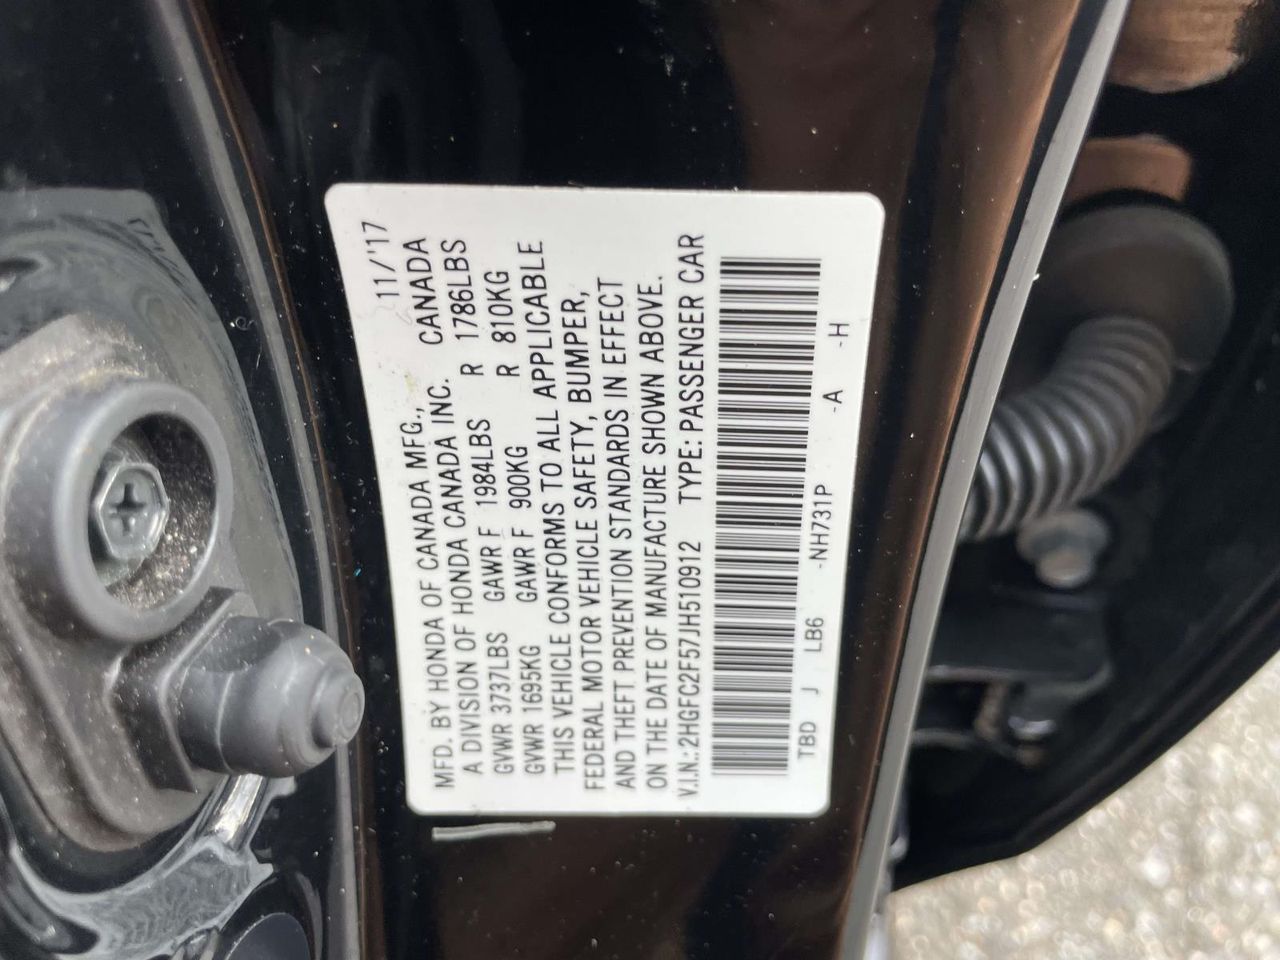 11/'17
MFD. BY HONDA OF CANADA MFG.,
A DIVISION OF HONDA CANADA INC. CANADA
GVWR 3737LBS GAWR F 1984LBS R 1786LBS
GVWR 1695KG GAWR F 900KG R 810KG
THIS VEHICLE CONFORMS TO ALL APPLICABLE
FEDERAL MOTOR VEHICLE SAFETY, BUMPER,
AND THEFT PREVENTION STANDARDS IN EFFECT
ON THE DATE OF MANUFACTURE SHOWN ABOVE.
V.I.N.: 2HGFC2F57JH510912 TYPE: PASSENGER CAR
TBD J LB6 -NH731P -A -H